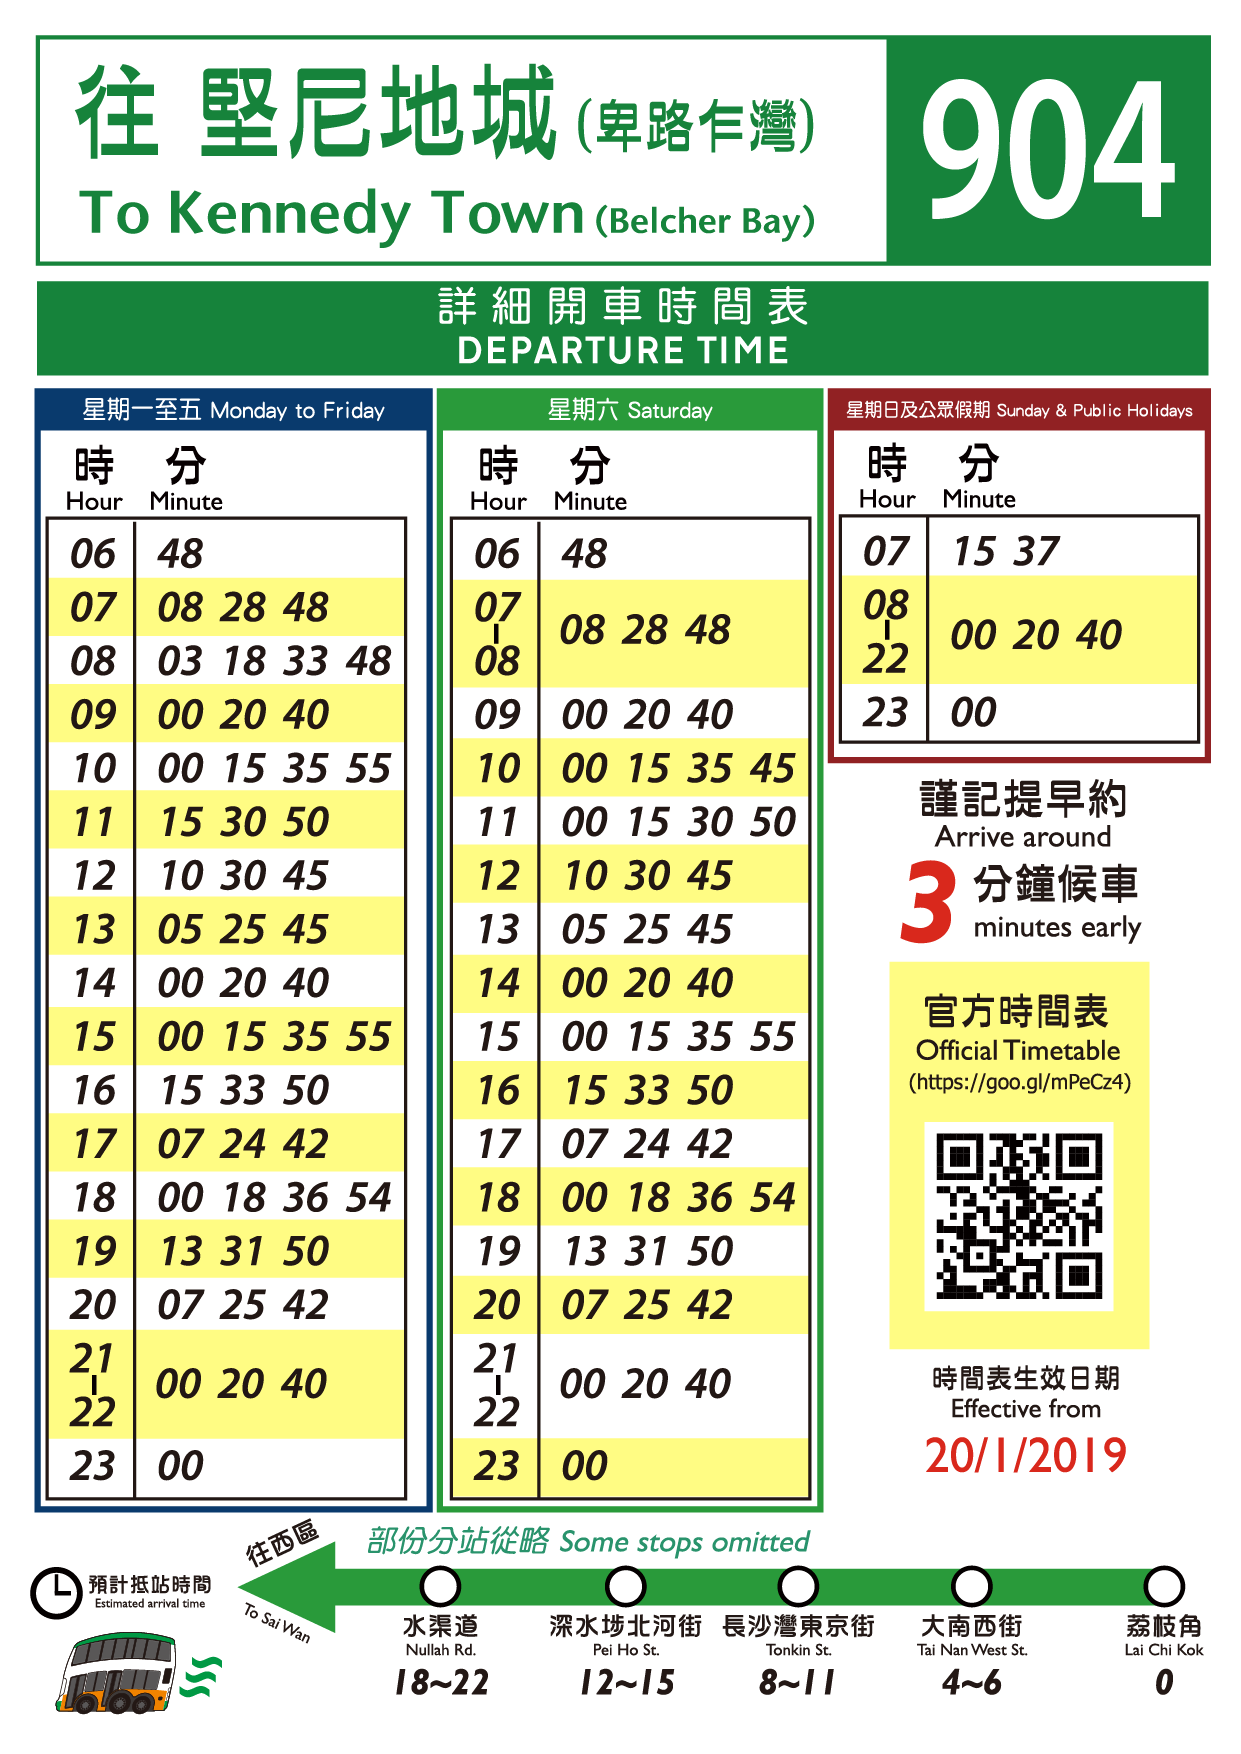 往 堅尼地城 (卑路乍灣)
To Kennedy Town (Belcher Bay)
904
詳細開車時間表
DEPARTURE TIME
星期一至五 Monday to Friday
時 分
Hour Minute
06 48
07 08 28 48
08 03 18 33 48
09 00 20 40
10 00 15 35 55
11 15 30 50
12 10 30 45
13 05 25 45
14 00 20 40
15 00 15 35 55
16 15 33 50
17 07 24 42
18 00 18 36 54
19 13 31 50
20 07 25 42
21
|
22
00 20 40
23 00
星期六 Saturday
時 分
Hour Minute
06 48
07
|
08
08 28 48
09 00 20 40
10 00 15 35 45
11 00 15 30 50
12 10 30 45
13 05 25 45
14 00 20 40
15 00 15 35 55
16 15 33 50
17 07 24 42
18 00 18 36 54
19 13 31 50
20 07 25 42
21
|
22
00 20 40
23 00
星期日及公眾假期 Sunday & Public Holidays
時 分
Hour Minute
07 15 37
08
|
22
00 20 40
23 00
謹記提早約
Arrive around
3 分鐘候車
minutes early
官方時間表
Official Timetable
(https://goo.gl/mPeCz4)
時間表生效日期
Effective from
20/1/2019
部份分站從略 Some stops omitted
往西區
To Sai Wan
預計抵站時間
Estimated arrival time
水渠道
Nullah Rd.
18~22
深水埗北河街
Pei Ho St.
12~15
長沙灣東京街
Tonkin St.
8~11
大南西街
Tai Nan West St.
4~6
荔枝角
Lai Chi Kok
0